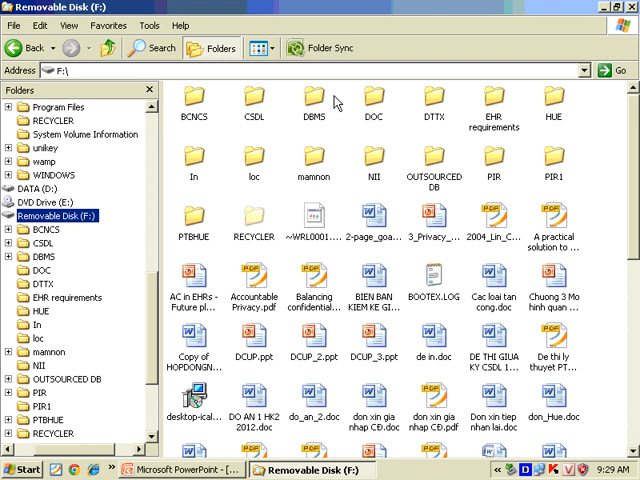 Removable Disk (F:)
File Edit View Favorites Tools Help
Back Search Folders Folder Sync
Address F:\ Go
Folders
Program Files
RECYCLER
System Volume Information
unikey
wamp
WINDOWS
DATA (D:)
DVD Drive (E:)
Removable Disk (F:)
BCNCS
CSDL
DBMS
DOC
DTTX
EHR requirements
HUE
In
loc
mamnon
NII
OUTSOURCED DB
PIR
PIR1
PTBHUE
RECYCLER
BCNCS CSDL DBMS DOC DTTX EHR HUE
requirements
In loc mamnon NII OUTSOURCED PIR PIR1
DB
PTBHUE RECYCLER ~WRL0001.... 2-page_goa... 3_Privacy_... 2004_Lin_C... A practical
solution to ...
AC in EHRs - Accountable Balancing BIEN BAN BOOTEX.LOG Cac loai tan Chuong 3 Mo
Future pl... Privacy.pdf confidential... KIEM KE GI... cong.doc hinh quan ...
Copy of DCUP.ppt DCUP_2.ppt DCUP_3.ppt de in.doc DE THI GIUA De thi ly
HOPDONGN... KY CSDL 1... thuyet PT...
desktop-ical... DO AN 1 HK2 do_an_2.doc don xin gia don xin gia Don xin tiep don_Hue.doc
2012.doc nhap CĐ.doc nhap CĐ.pdf nhan lai.doc
Start Microsoft PowerPoint - [... Removable Disk (F:) 9:29 AM